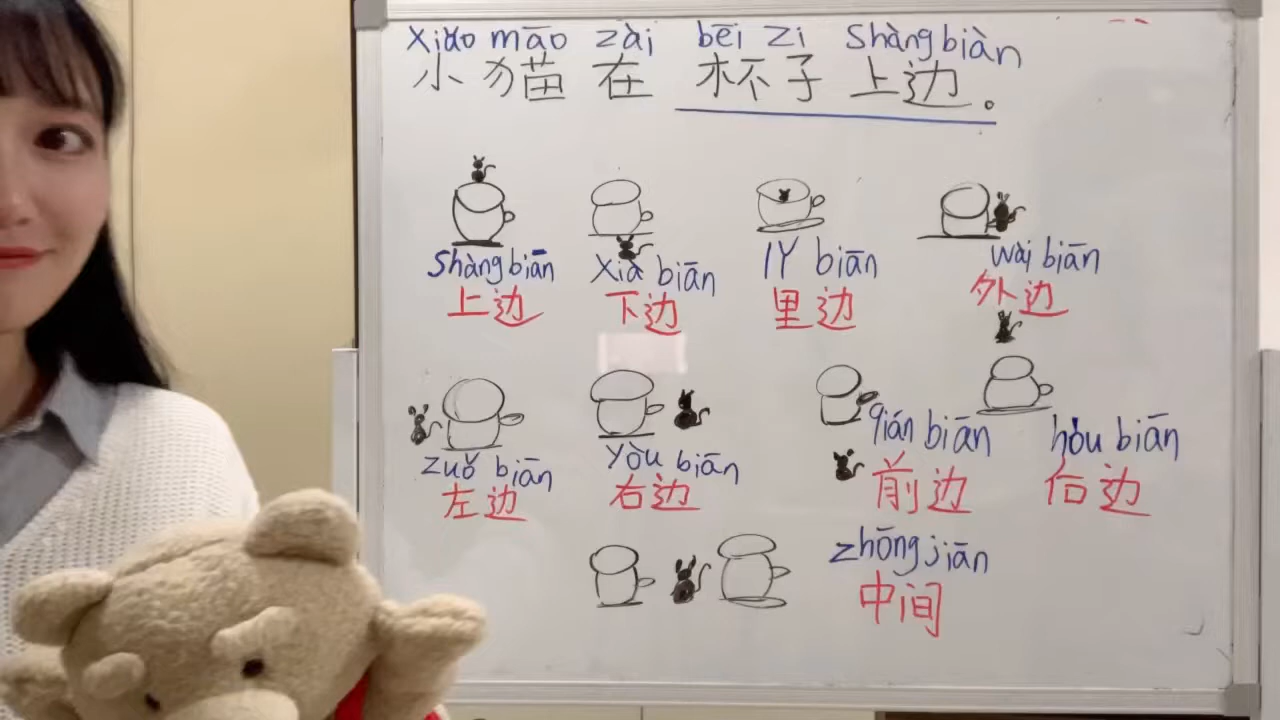 xiǎo māo zài bēi zi shàng biàn
小猫在杯子上边。
shàng biān
上边
xià biān
下边
lǐ biān
里边
wài biān
外边
zuǒ biān
左边
yòu biān
右边
qián biān
前边
hòu biān
后边
zhōng jiān
中间